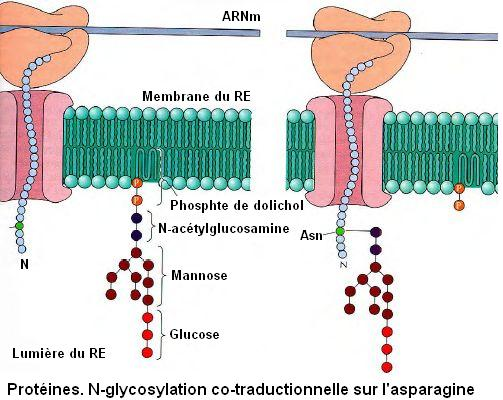 ARNm
Membrane du RE
P
P
Phosphte de dolichol
N-acétylglucosamine
N
Mannose
Glucose
Lumière du RE
P
P
Asn
N
Protéines. N-glycosylation co-traductionnelle sur l'asparagine